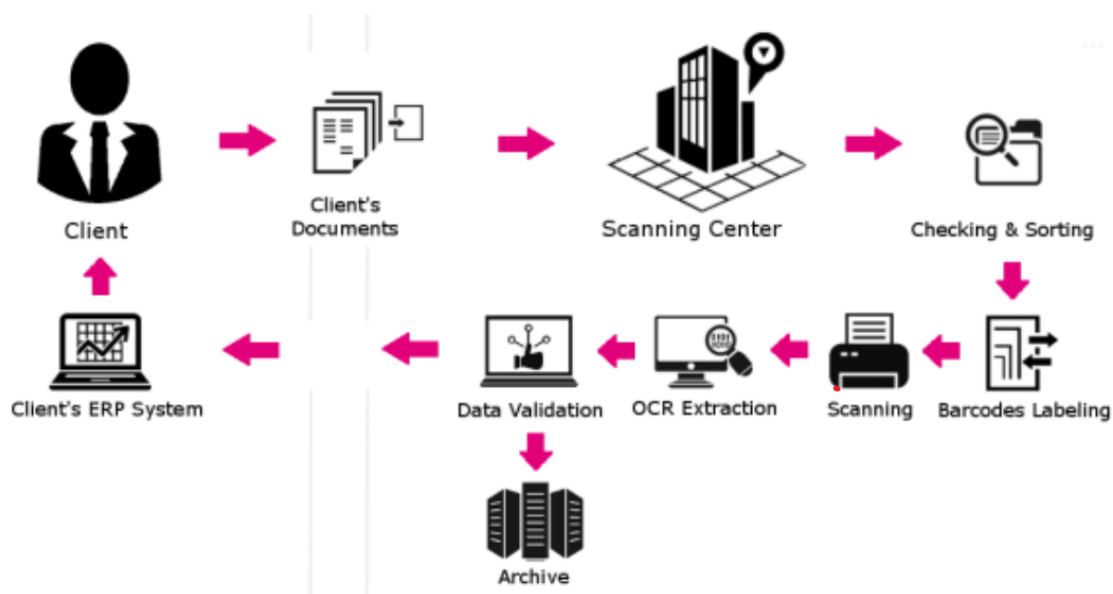 Client
Client's
Documents
Scanning Center
Checking & Sorting
Client's ERP System
Data Validation
OCR Extraction
Scanning
Barcodes Labeling
Archive